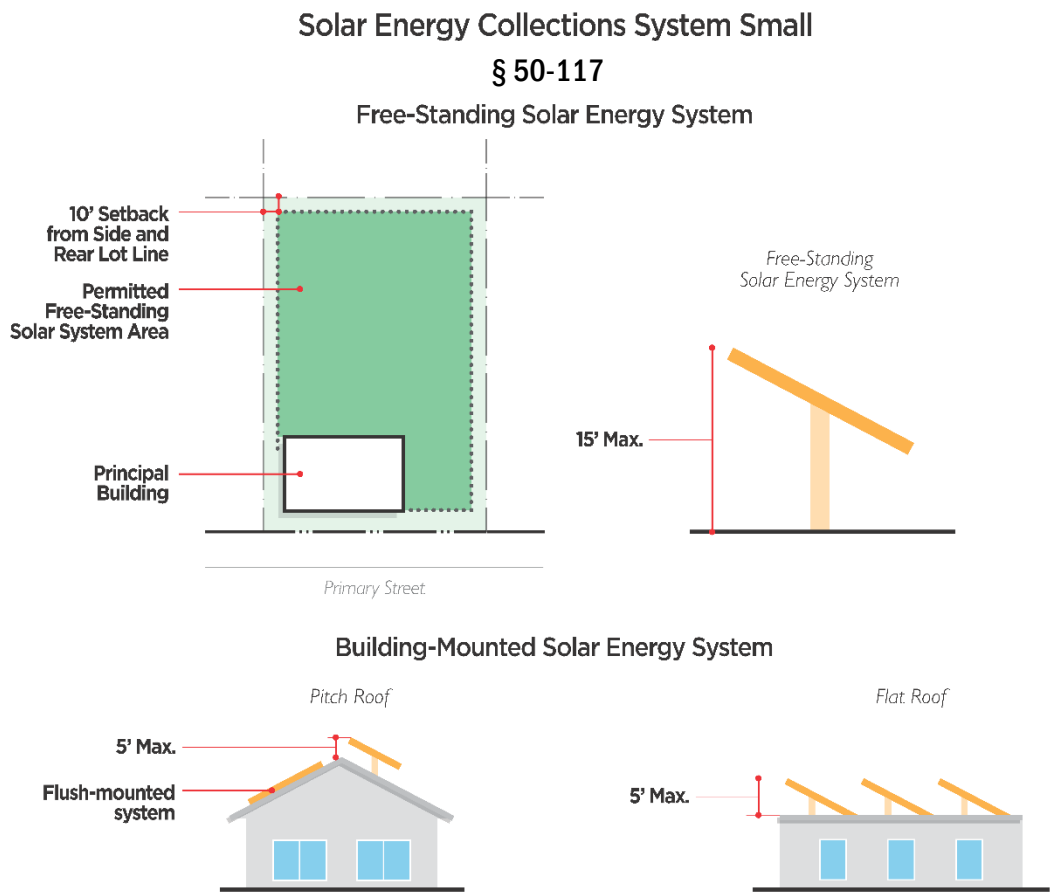 Solar Energy Collections System Small
§ 50-117
Free-Standing Solar Energy System
10' Setback
from Side and
Rear Lot Line
Permitted
Free-Standing
Solar System Area
Principal
Building
Primary Street
Free-Standing
Solar Energy System
15' Max.
Building-Mounted Solar Energy System
Pitch Roof
5' Max.
Flush-mounted
system
Flat Roof
5' Max.